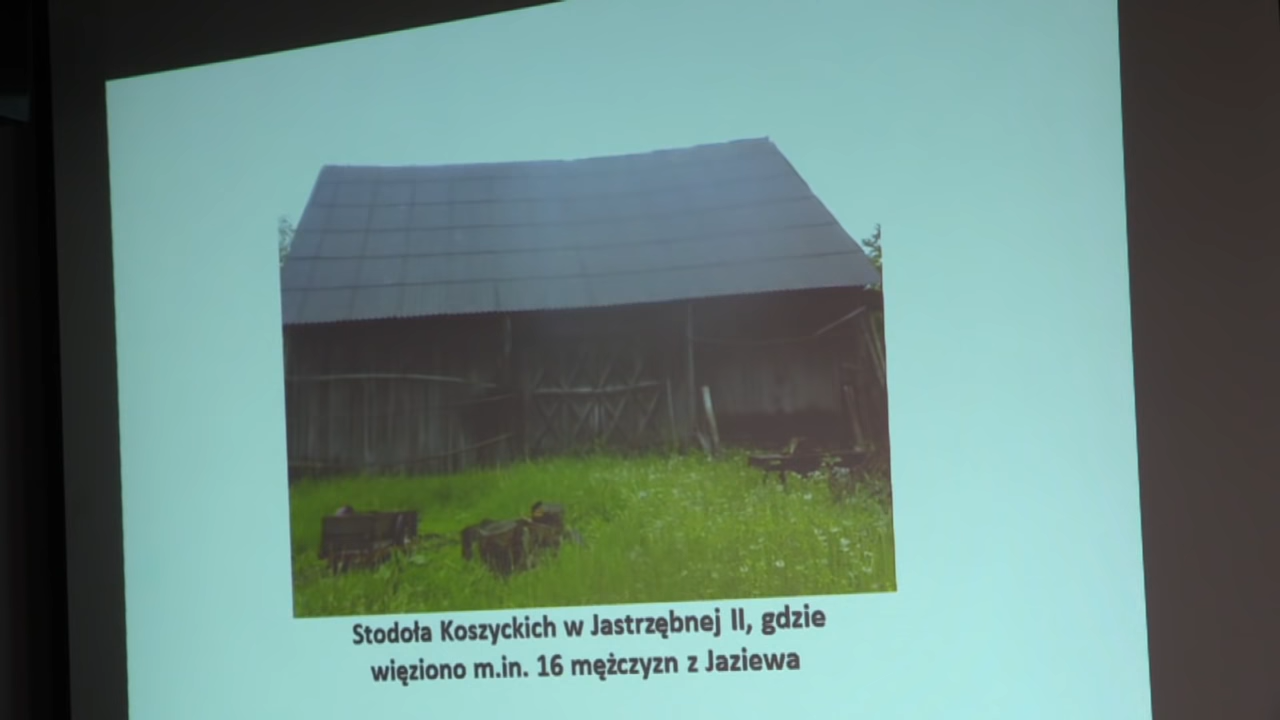 Stodoła Koszyckich w Jastrzębnej II, gdzie
więziono m.in. 16 mężczyzn z Jaziewa